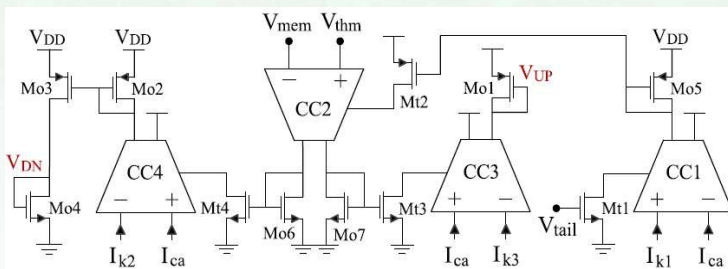 V_DD V_DD V_mem V_thm V_DD
Mo3 Mo2 Mt2 Mo1 V_UP Mo5
CC2
V_DN CC4 CC3 CC1
Mo4 Mt4 Mo6 Mo7 Mt3 Mt1
− + − + + − + −
V_tail
I_k2 I_ca I_ca I_k3 I_k1 I_ca